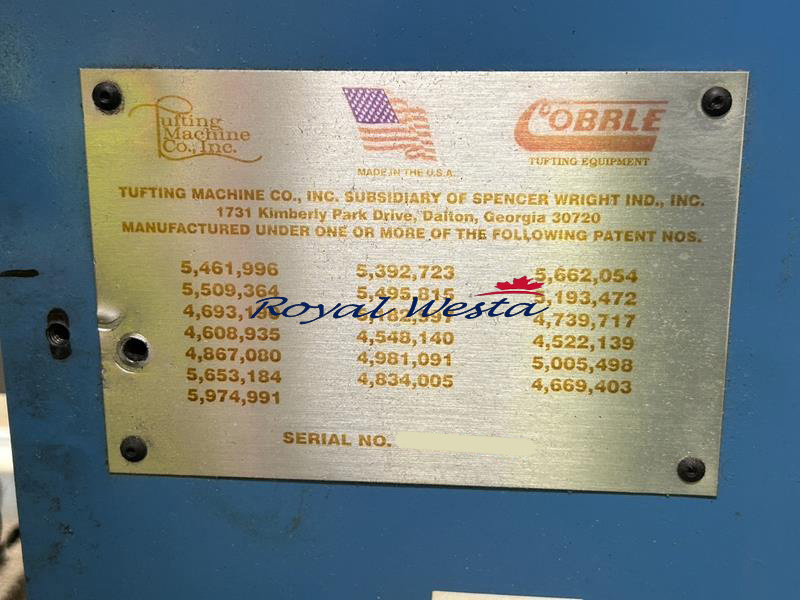 Tufting
Machine
Co., Inc.
MADE IN THE U.S.A.
COBBLE
TUFTING EQUIPMENT
TUFTING MACHINE CO., INC. SUBSIDIARY OF SPENCER WRIGHT IND., INC.
1731 Kimberly Park Drive, Dalton, Georgia 30720
MANUFACTURED UNDER ONE OR MORE OF THE FOLLOWING PATENT NOS.
5,461,996 5,392,723 5,662,054
5,509,364 5,495,815 5,193,472
4,739,717
Royal Westa
4,608,935 4,548,140 4,522,139
4,867,080 4,981,091 5,005,498
5,653,184 4,834,005 4,669,403
5,974,991
SERIAL NO.